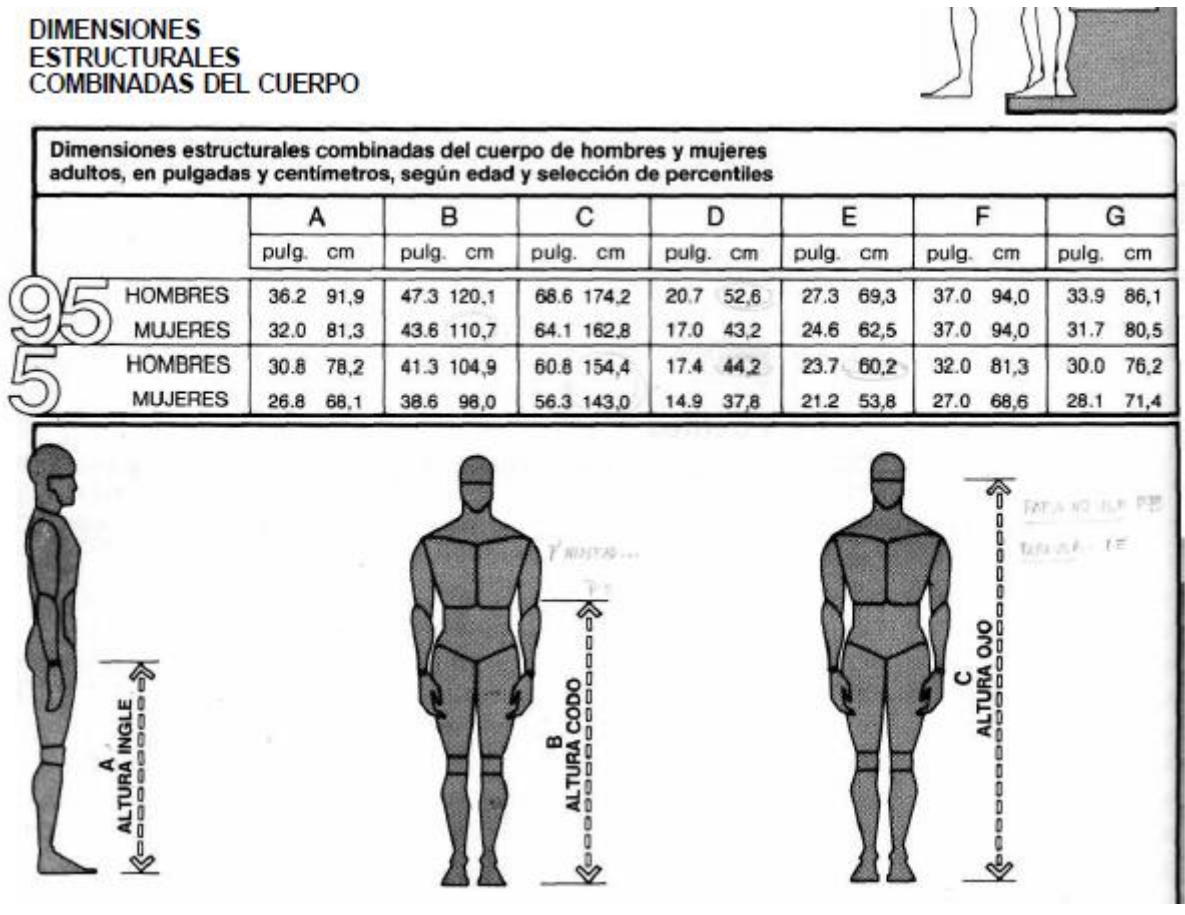 DIMENSIONES
ESTRUCTURALES
COMBINADAS DEL CUERPO
Dimensiones estructurales combinadas del cuerpo de hombres y mujeres
adultos, en pulgadas y centímetros, según edad y selección de percentiles
A B C D E F G
pulg. cm pulg. cm pulg. cm pulg. cm pulg. cm pulg. cm pulg. cm
95
HOMBRES 36.2 91,9 47.3 120,1 68.6 174,2 20.7 52,6 27.3 69,3 37.0 94,0 33.9 86,1
MUJERES 32.0 81,3 43.6 110,7 64.1 162,8 17.0 43,2 24.6 62,5 37.0 94,0 31.7 80,5
5
HOMBRES 30.8 78,2 41.3 104,9 60.8 154,4 17.4 44,2 23.7 60,2 32.0 81,3 30.0 76,2
MUJERES 26.8 68,1 38.6 98,0 56.3 143,0 14.9 37,8 21.2 53,8 27.0 68,6 28.1 71,4
A
ALTURA INGLE
B
ALTURA CODO
C
ALTURA OJO